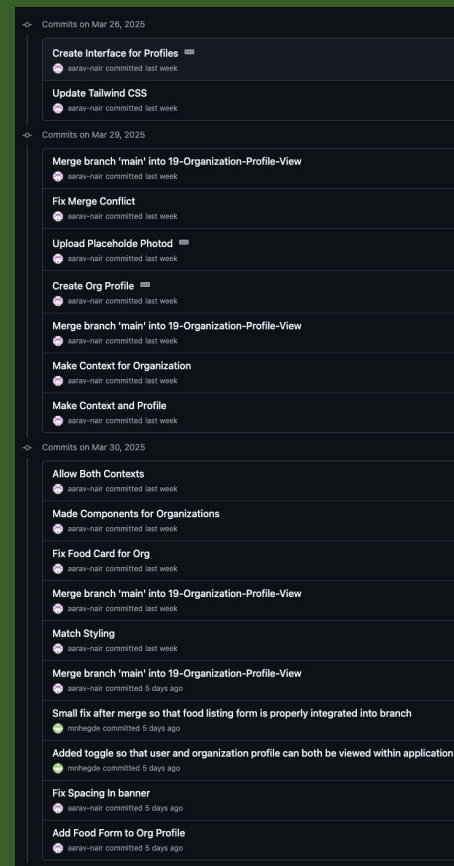 Commits on Mar 26, 2025
Create Interface for Profiles
aarav-nair committed last week
Update Tailwind CSS
aarav-nair committed last week
Commits on Mar 29, 2025
Merge branch 'main' into 19-Organization-Profile-View
aarav-nair committed last week
Fix Merge Conflict
aarav-nair committed last week
Upload Placeholde Photod
aarav-nair committed last week
Create Org Profile
aarav-nair committed last week
Merge branch 'main' into 19-Organization-Profile-View
aarav-nair committed last week
Make Context for Organization
aarav-nair committed last week
Make Context and Profile
aarav-nair committed last week
Commits on Mar 30, 2025
Allow Both Contexts
aarav-nair committed last week
Made Components for Organizations
aarav-nair committed last week
Fix Food Card for Org
aarav-nair committed last week
Merge branch 'main' into 19-Organization-Profile-View
aarav-nair committed last week
Match Styling
aarav-nair committed last week
Merge branch 'main' into 19-Organization-Profile-View
aarav-nair committed 5 days ago
Small fix after merge so that food listing form is properly integrated into branch
mnhegde committed 5 days ago
Added toggle so that user and organization profile can both be viewed within application
mnhegde committed 5 days ago
Fix Spacing In banner
aarav-nair committed 5 days ago
Add Food Form to Org Profile
aarav-nair committed 5 days ago